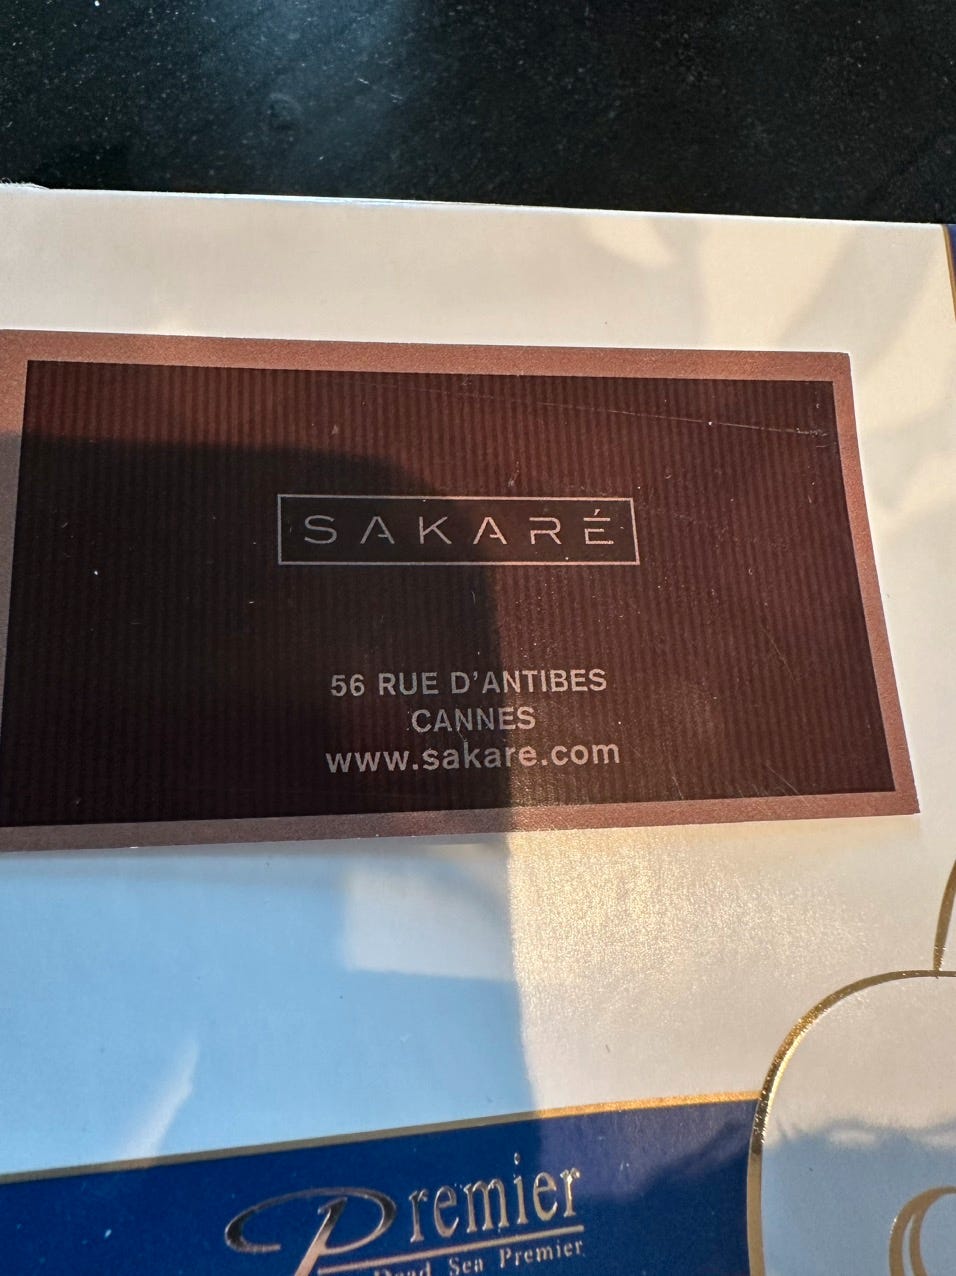 SAKARÉ
56 RUE D'ANTIBES
CANNES
www.sakare.com
Premier
Dead Sea Premier